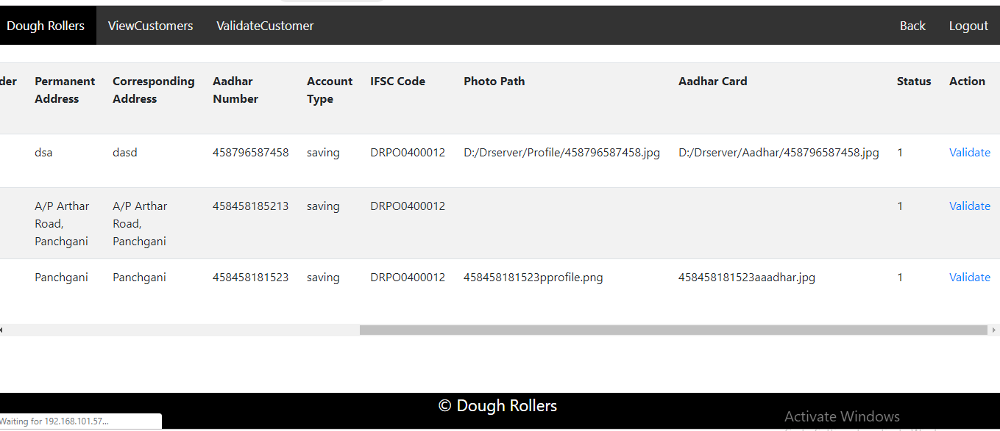 Dough Rollers ViewCustomers ValidateCustomer Back Logout
der Permanent Corresponding Aadhar Account IFSC Code Photo Path Aadhar Card Status Action
Address Address Number Type
dsa dasd 458796587458 saving DRPO0400012 D:/Drserver/Profile/458796587458.jpg D:/Drserver/Aadhar/458796587458.jpg 1 Validate
A/P Arthar A/P Arthar 458458185213 saving DRPO0400012 1 Validate
Road, Road,
Panchgani Panchgani
Panchgani Panchgani 458458181523 saving DRPO0400012 458458181523pprofile.png 458458181523aaadhar.jpg 1 Validate
© Dough Rollers
Activate Windows
Waiting for 192.168.101.57...